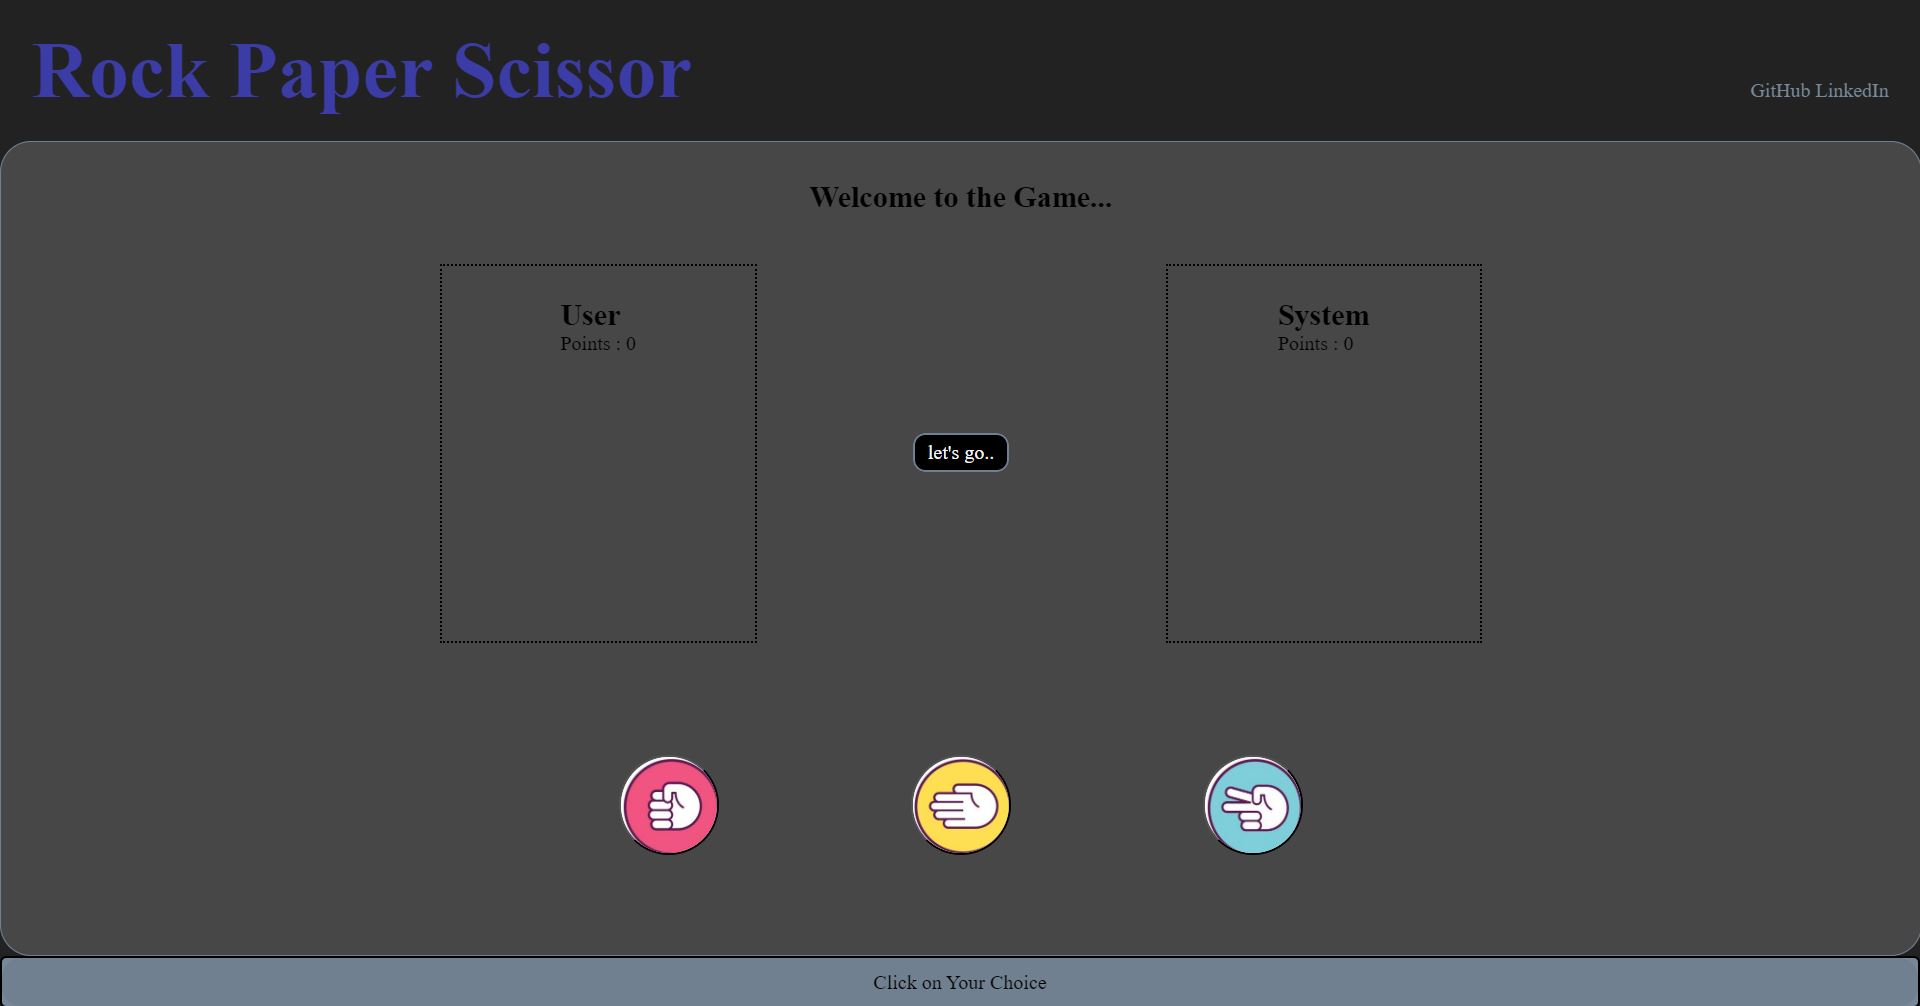 Rock Paper Scissor
GitHub LinkedIn
Welcome to the Game...
User
Points : 0
System
Points : 0
let's go..
Click on Your Choice